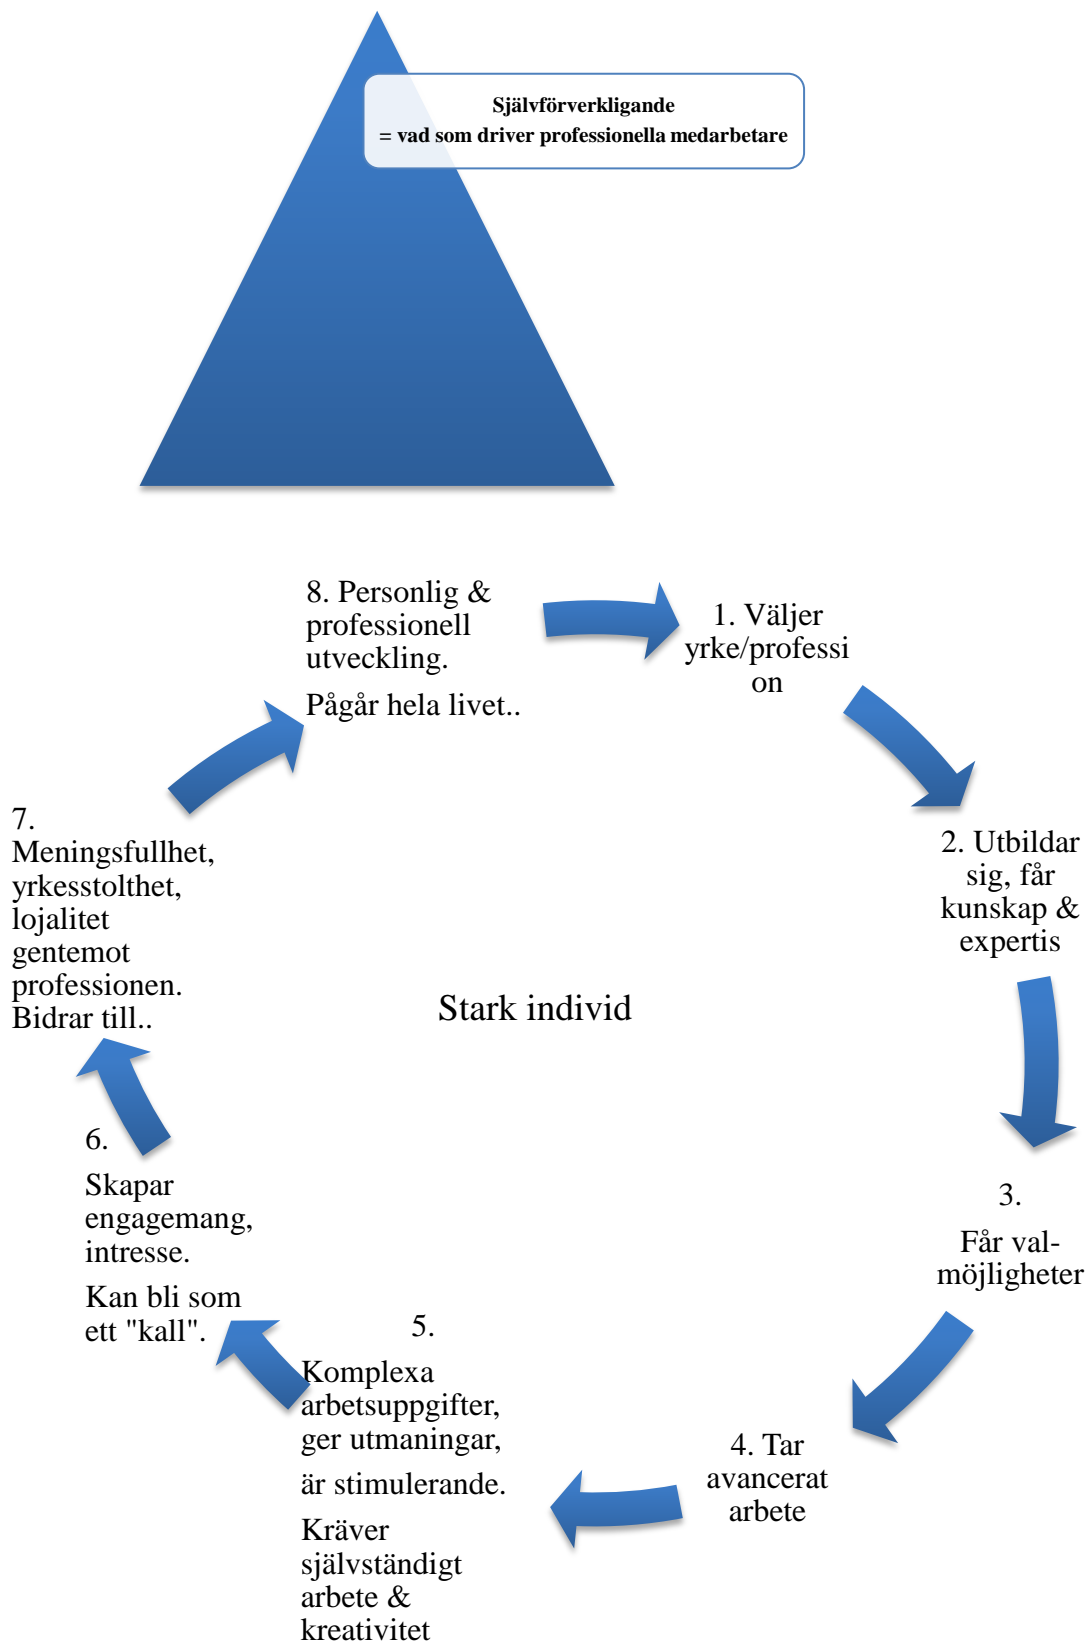 Självförverkligande
= vad som driver professionella medarbetare
8. Personlig &
professionell
utveckling.
Pågår hela livet..
1. Väljer
yrke/professi
on
2. Utbildar
sig, får
kunskap &
expertis
3.
Får val-
möjligheter
4. Tar
avancerat
arbete
5.
Komplexa
arbetsuppgifter,
ger utmaningar,
är stimulerande.
Kräver
självständigt
arbete &
kreativitet
6.
Skapar
engagemang,
intresse.
Kan bli som
ett "kall".
7.
Meningsfullhet,
yrkesstolthet,
lojalitet
gentemot
professionen.
Bidrar till..
Stark individ